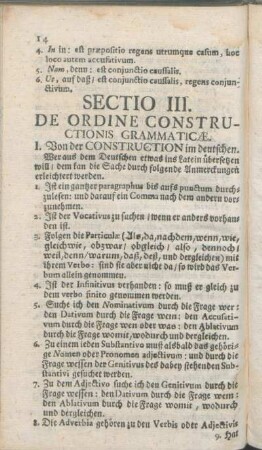 14
4. In in: est præpositio regens utrumque casum, hoc
loco autem accusativum.
5. Nam, denn: est conjunctio caussalis.
6. Ut, auf daß/ est conjunctio caussalis, regens conjun-
ctivum.
SECTIO III.
DE ORDINE CONSTRU-
CTIONIS GRAMMATICÆ.
I. Von der CONSTRUCTION im deutschen.
Wer aus dem Deutschen etwas ins Latein übersetzen
will/ dem kan die Sache durch folgende Anmerckungen
erleichtert werden.
1. Ist ein gantzer paragraphus bis aufs punctum durch-
zulesen: und darauf ein Comma nach dem andern vor-
zunehmen.
2. Ist der Vocativus zu suchen/ wenn er anders vorhan-
den ist.
3. Folgen die Particulæ (Als, da, nachdem, wenn, wie,
gleichwie, obzwar/ obgleich/ also, dennoch/
weil, denn/ warum, daß, deß, und dergleichen) mit
ihrem Verbo: sind sie aber nicht da/ so wird das Ver-
bum allein genommen.
4. Ist der Infinitivus verhanden: so muß er gleich zu
dem verbo finito genommen werden.
5. Suche ich den Nominativum durch die Frage wer:
den Dativum durch die Frage wem: den Accusati-
vum durch die Frage wen oder was: den Ablativum
durch die Frage womit, wodurch und dergleichen.
6. Zu einem ieden Substantivo muß alsbald das gehöri-
ge Nomen oder Pronomen adjectivum: und durch die
Frage wessen der Genitivus des dabey stehenden Sub-
stantivi gesuchet werden.
7. Zu dem Adjectivo suche ich den Genitivum durch die
Frage wessen: den Dativum durch die Frage wem:
den Ablativum durch die Frage womit, wodurch
und dergleichen.
8. Die Adverbia gehören zu den Verbis oder Adjectivis
9. Hat